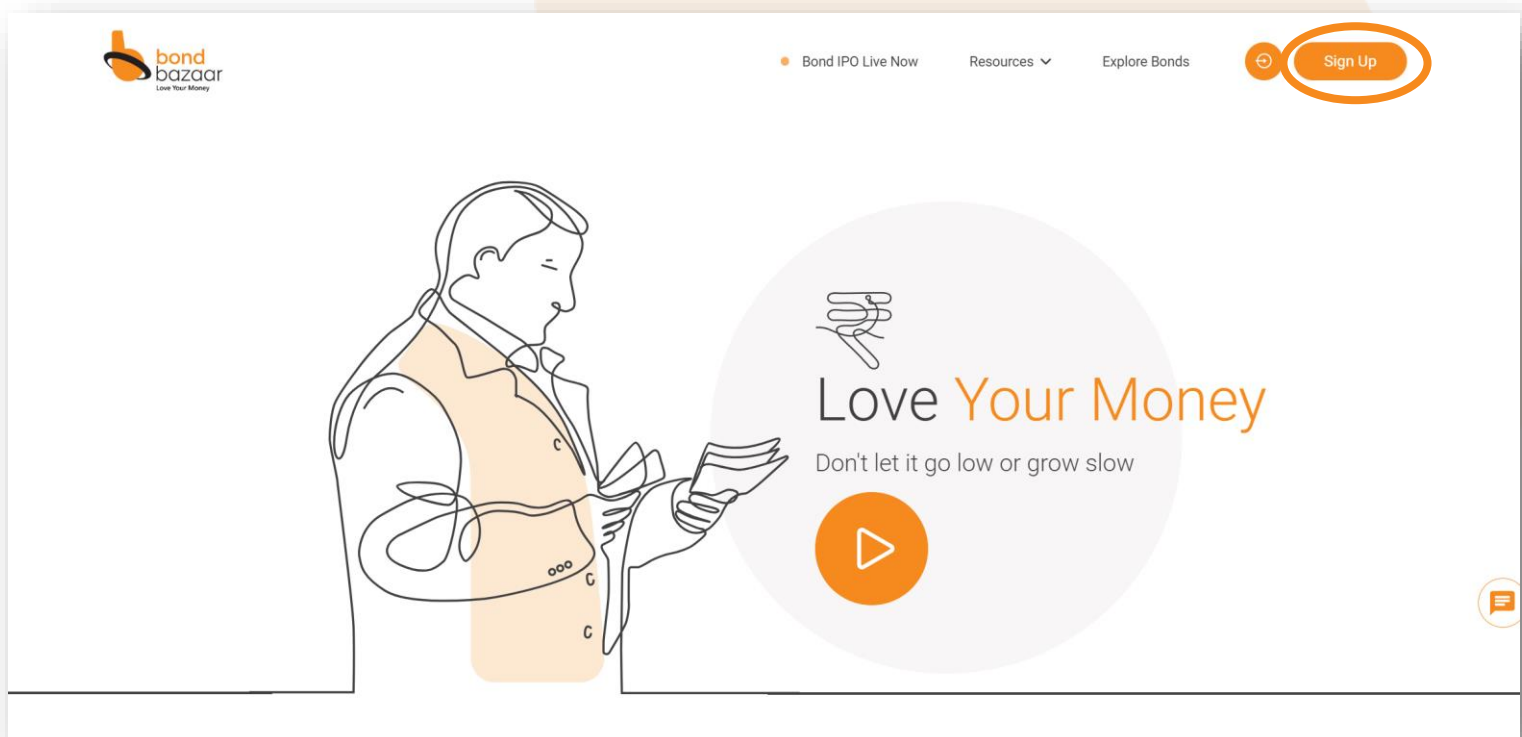 bond
bazaar
Love Your Money
Bond IPO Live Now
Resources
Explore Bonds
Sign Up
₹
Love Your Money
Don't let it go low or grow slow